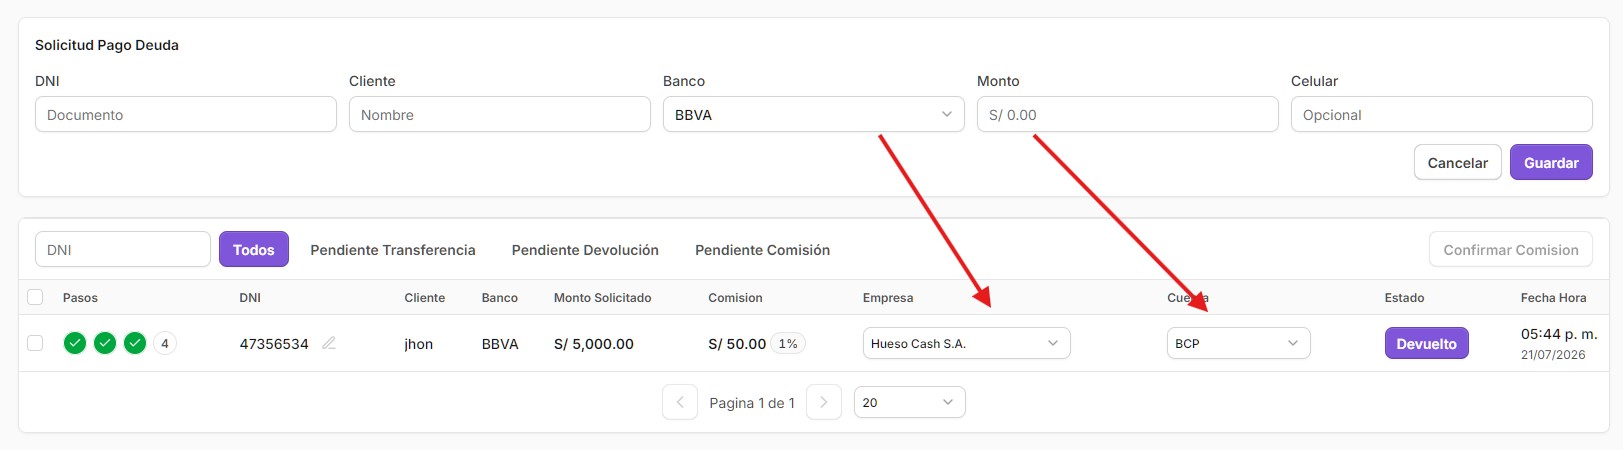 Solicitud Pago Deuda
DNI Cliente Banco Monto Celular
Documento Nombre BBVA S/ 0.00 Opcional
Cancelar Guardar
DNI Todos Pendiente Transferencia Pendiente Devolución Pendiente Comisión Confirmar Comision
Pasos DNI Cliente Banco Monto Solicitado Comision Empresa Estado Fecha Hora
4 47356534 jhon BBVA S/ 5,000.00 S/ 50.00 1% Hueso Cash S.A. BCP Devuelto 05:44 p. m.
21/07/2026
Pagina 1 de 1 20